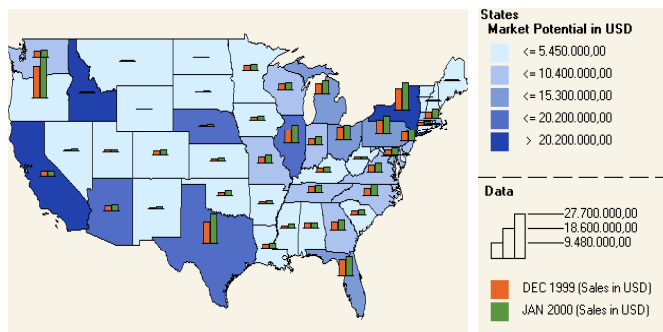 States
Market Potential in USD
<= 5.450.000,00
<= 10.400.000,00
<= 15.300.000,00
<= 20.200.000,00
> 20.200.000,00
Data
27.700.000,00
18.600.000,00
9.480.000,00
DEC 1999 (Sales in USD)
JAN 2000 (Sales in USD)